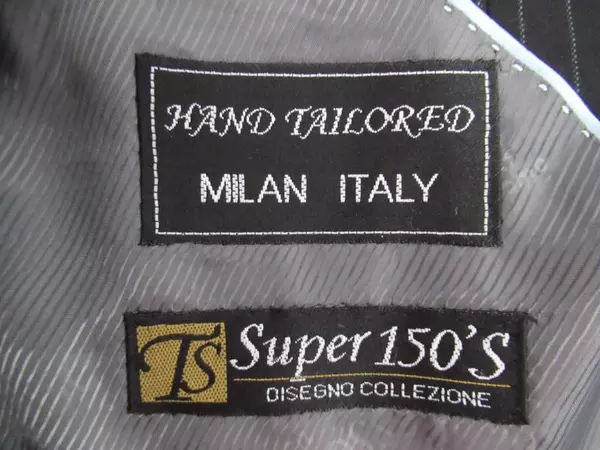 HAND TAILORED
MILAN ITALY
TS Super 150'S
DISEGNO COLLEZIONE